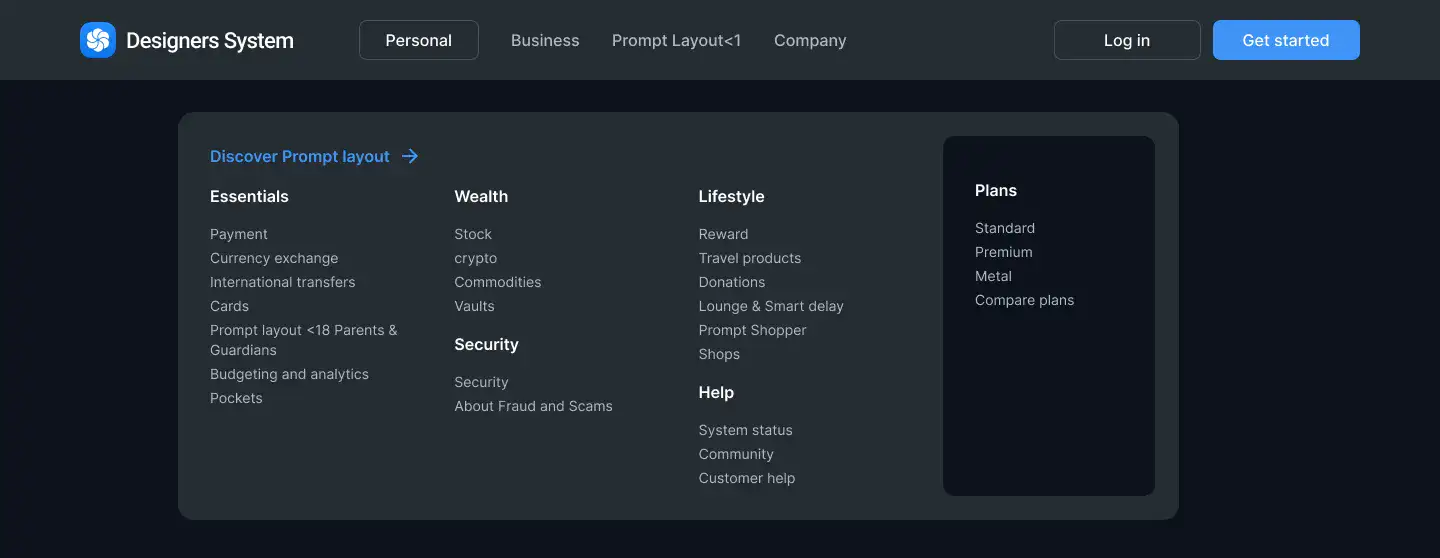 Designers System
Personal
Business
Prompt Layout<1
Company
Log in
Get started
Discover Prompt layout
Essentials
Payment
Currency exchange
International transfers
Cards
Prompt layout <18 Parents &
Guardians
Budgeting and analytics
Pockets
Wealth
Stock
crypto
Commodities
Vaults
Security
Security
About Fraud and Scams
Lifestyle
Reward
Travel products
Donations
Lounge & Smart delay
Prompt Shopper
Shops
Help
System status
Community
Customer help
Plans
Standard
Premium
Metal
Compare plans